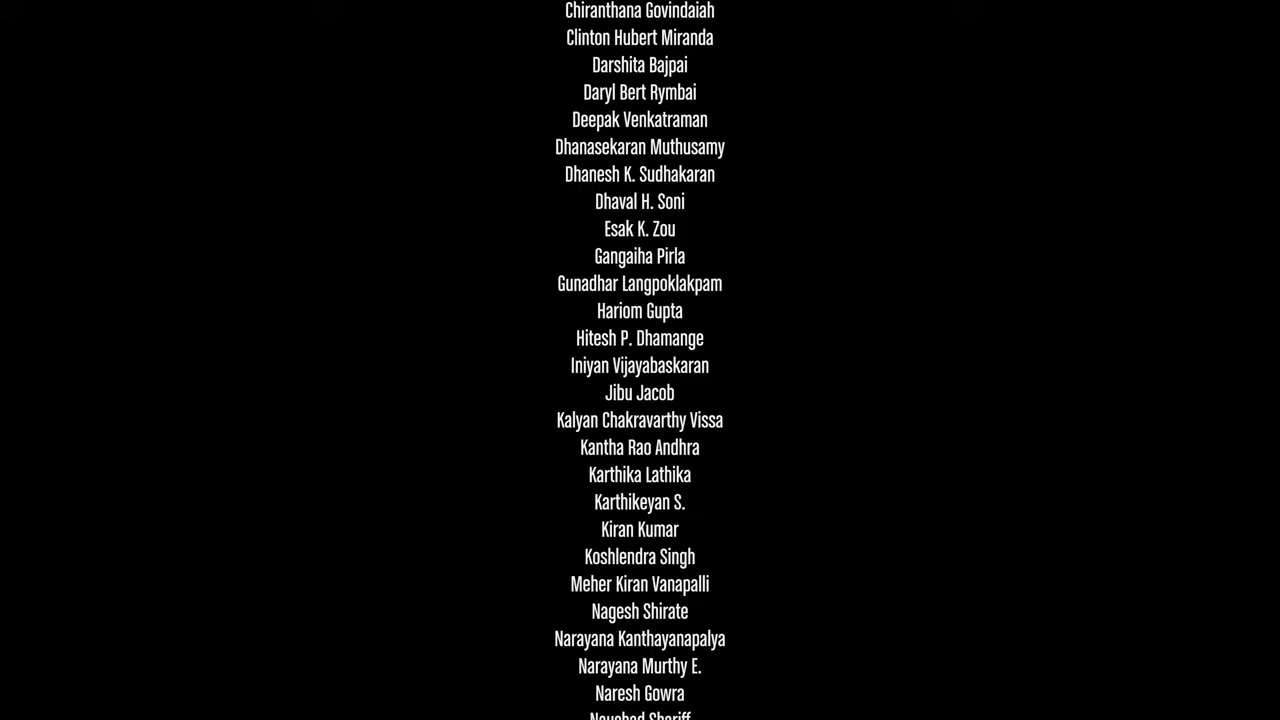 Chiranthana Govindaiah
Clinton Hubert Miranda
Darshita Bajpai
Daryl Bert Rymbai
Deepak Venkatraman
Dhanasekaran Muthusamy
Dhanesh K. Sudhakaran
Dhaval H. Soni
Esak K. Zou
Gangaiha Pirla
Gunadhar Langpoklakpam
Hariom Gupta
Hitesh P. Dhamange
Iniyan Vijayabaskaran
Jibu Jacob
Kalyan Chakravarthy Vissa
Kantha Rao Andhra
Karthika Lathika
Karthikeyan S.
Kiran Kumar
Koshlendra Singh
Meher Kiran Vanapalli
Nagesh Shirate
Narayana Kanthayanapalya
Narayana Murthy E.
Naresh Gowra